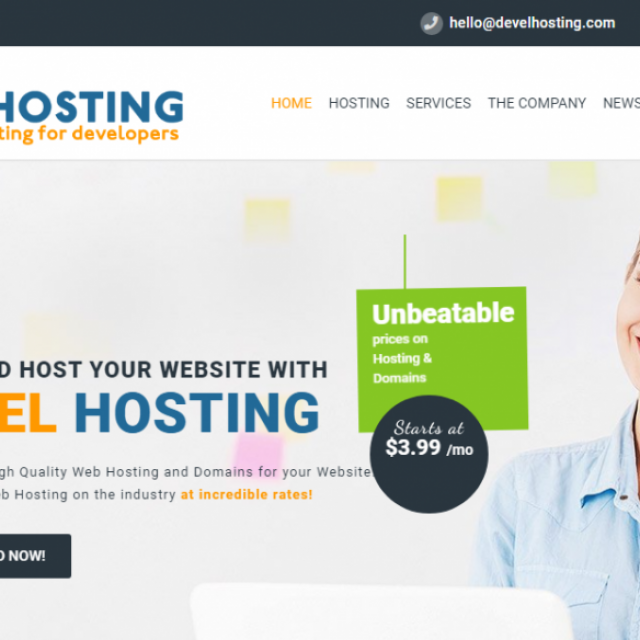 hello@develhosting.com
HOSTING
ting for developers
HOME HOSTING SERVICES THE COMPANY NEWS
Unbeatable
prices on
Hosting &
Domains
D HOST YOUR WEBSITE WITH
EL HOSTING
Starts at
$3.99 /mo
gh Quality Web Hosting and Domains for your Website.
eb Hosting on the industry at incredible rates!
D NOW!